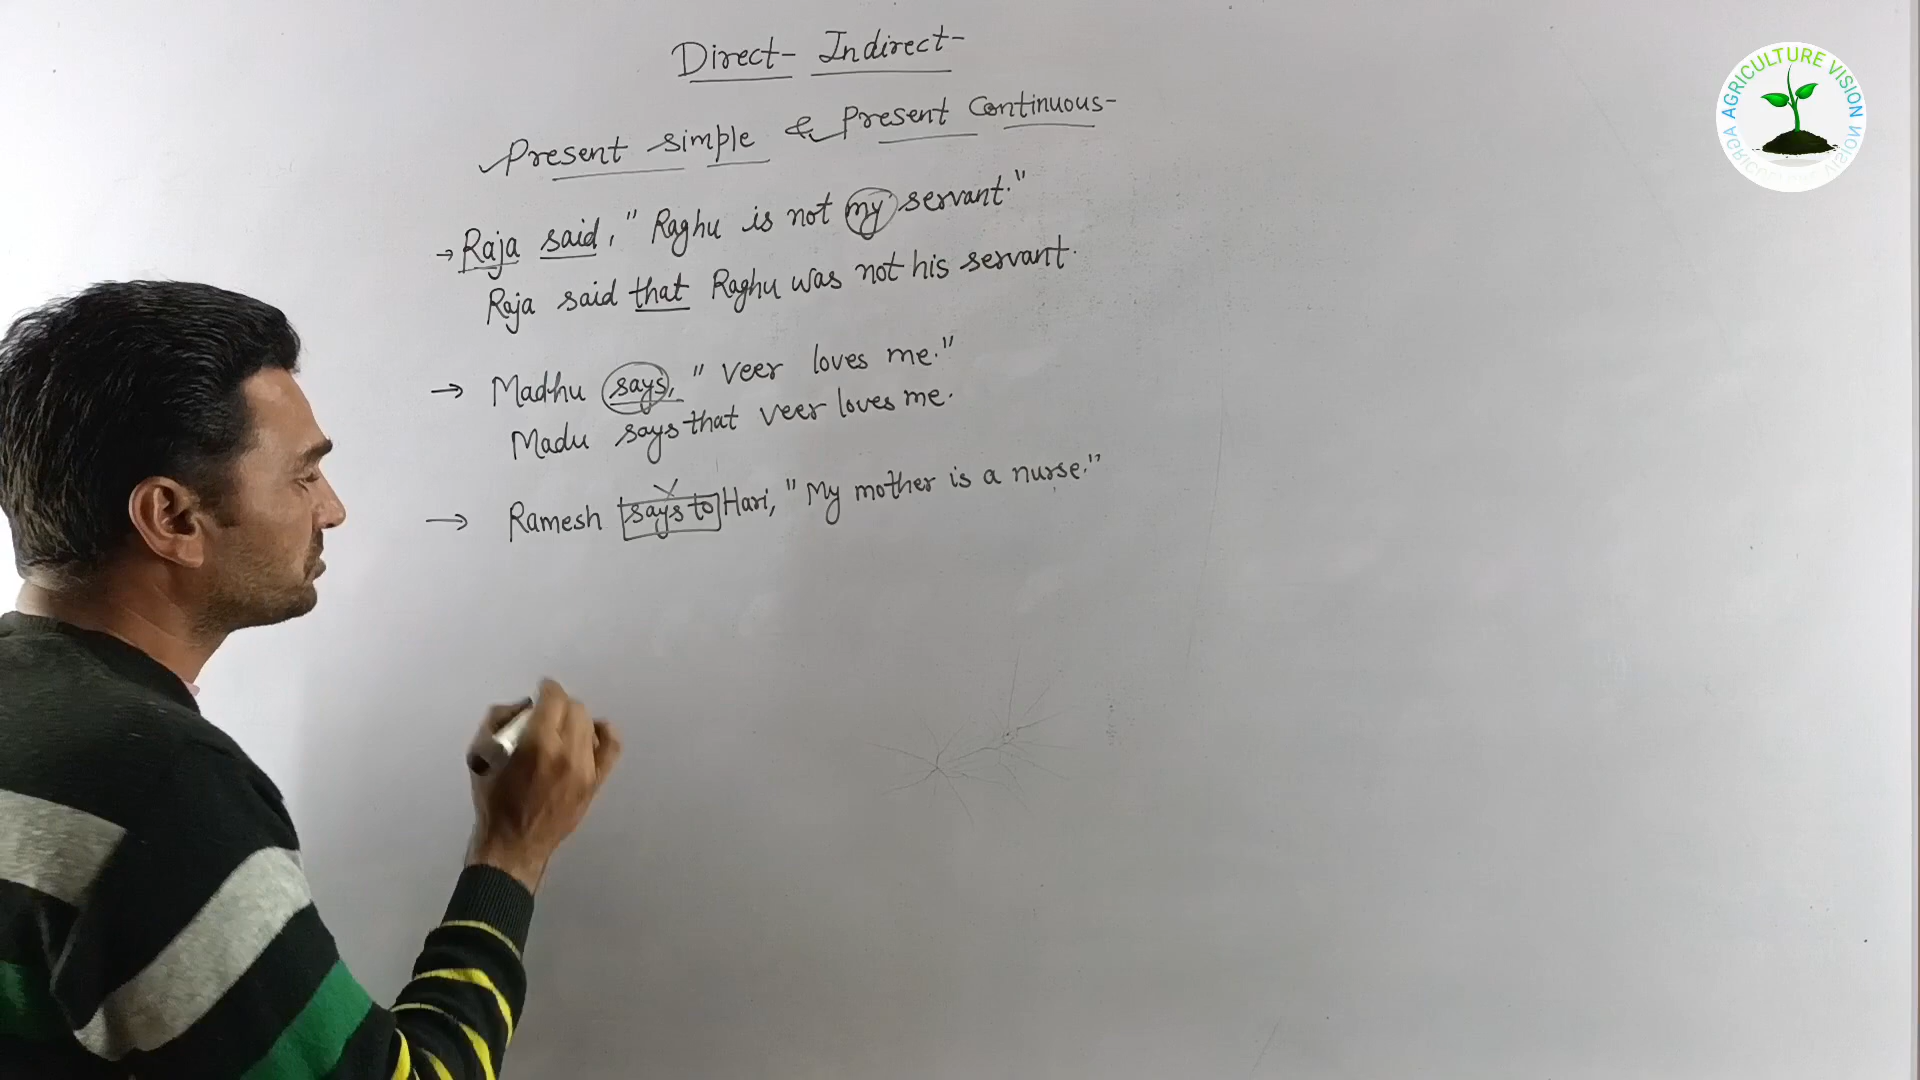 Direct- Indirect-
Present simple & Present Continuous-
→ Raja said, " Raghu is not my servant."
Raja said that Raghu was not his servant.
→ Madhu says, " Veer loves me."
Madu says that Veer loves me.
→ Ramesh says to Hari, "My mother is a nurse."
AGRICULTURE VISION